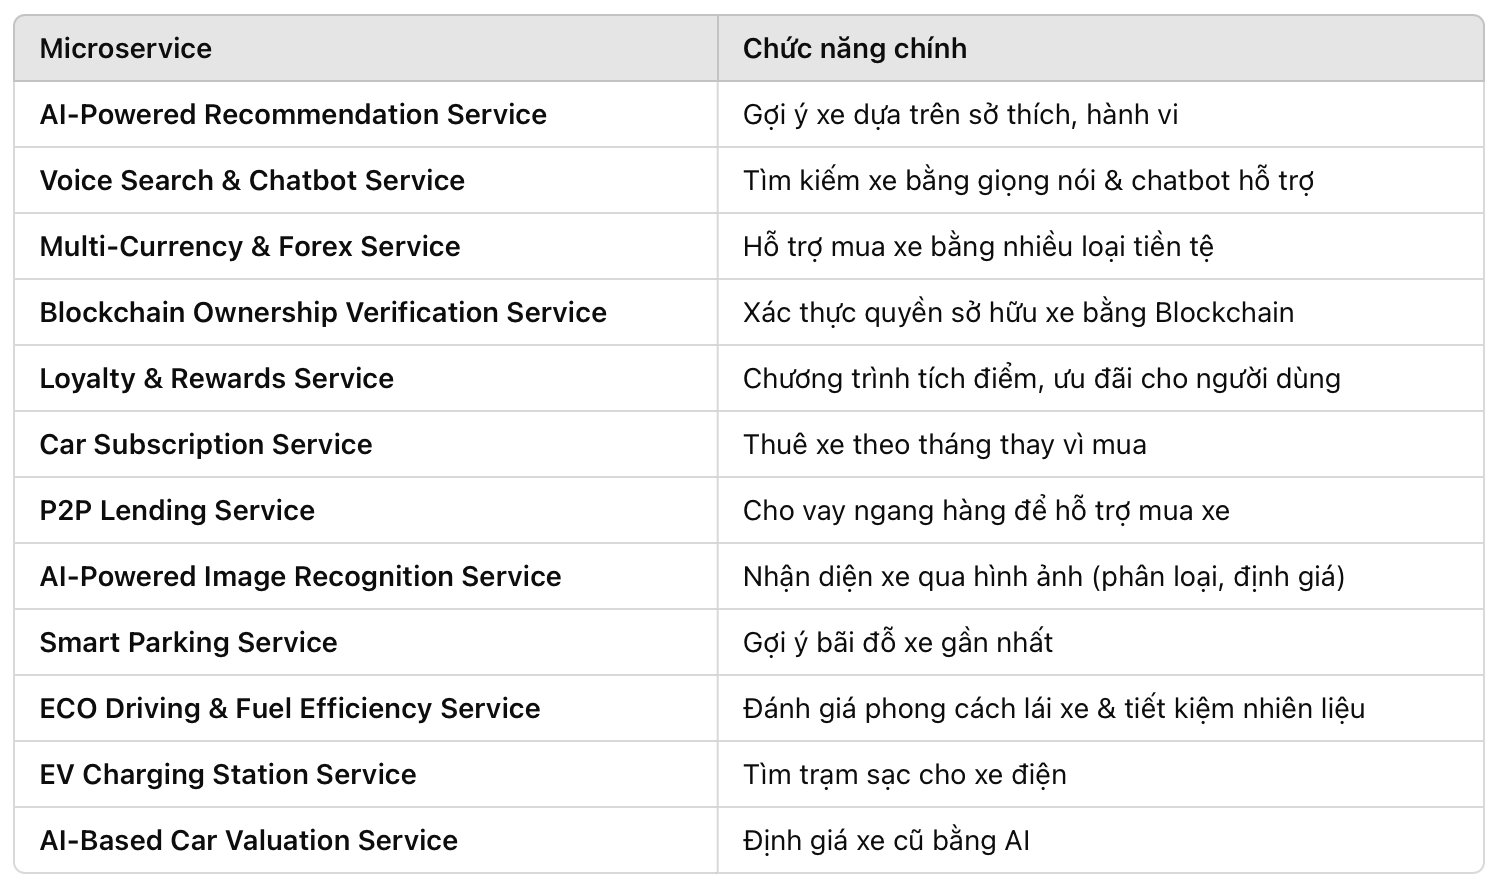 Microservice
Chức năng chính
AI-Powered Recommendation Service
Gợi ý xe dựa trên sở thích, hành vi
Voice Search & Chatbot Service
Tìm kiếm xe bằng giọng nói & chatbot hỗ trợ
Multi-Currency & Forex Service
Hỗ trợ mua xe bằng nhiều loại tiền tệ
Blockchain Ownership Verification Service
Xác thực quyền sở hữu xe bằng Blockchain
Loyalty & Rewards Service
Chương trình tích điểm, ưu đãi cho người dùng
Car Subscription Service
Thuê xe theo tháng thay vì mua
P2P Lending Service
Cho vay ngang hàng để hỗ trợ mua xe
AI-Powered Image Recognition Service
Nhận diện xe qua hình ảnh (phân loại, định giá)
Smart Parking Service
Gợi ý bãi đỗ xe gần nhất
ECO Driving & Fuel Efficiency Service
Đánh giá phong cách lái xe & tiết kiệm nhiên liệu
EV Charging Station Service
Tìm trạm sạc cho xe điện
AI-Based Car Valuation Service
Định giá xe cũ bằng AI